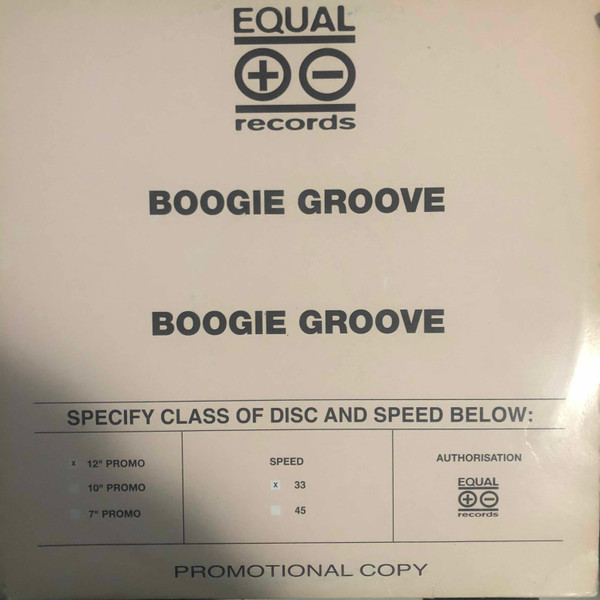 EQUAL
records
BOOGIE GROOVE
BOOGIE GROOVE
SPECIFY CLASS OF DISC AND SPEED BELOW:
x 12" PROMO
10" PROMO
7" PROMO
SPEED
x 33
45
AUTHORISATION
EQUAL
records
PROMOTIONAL COPY